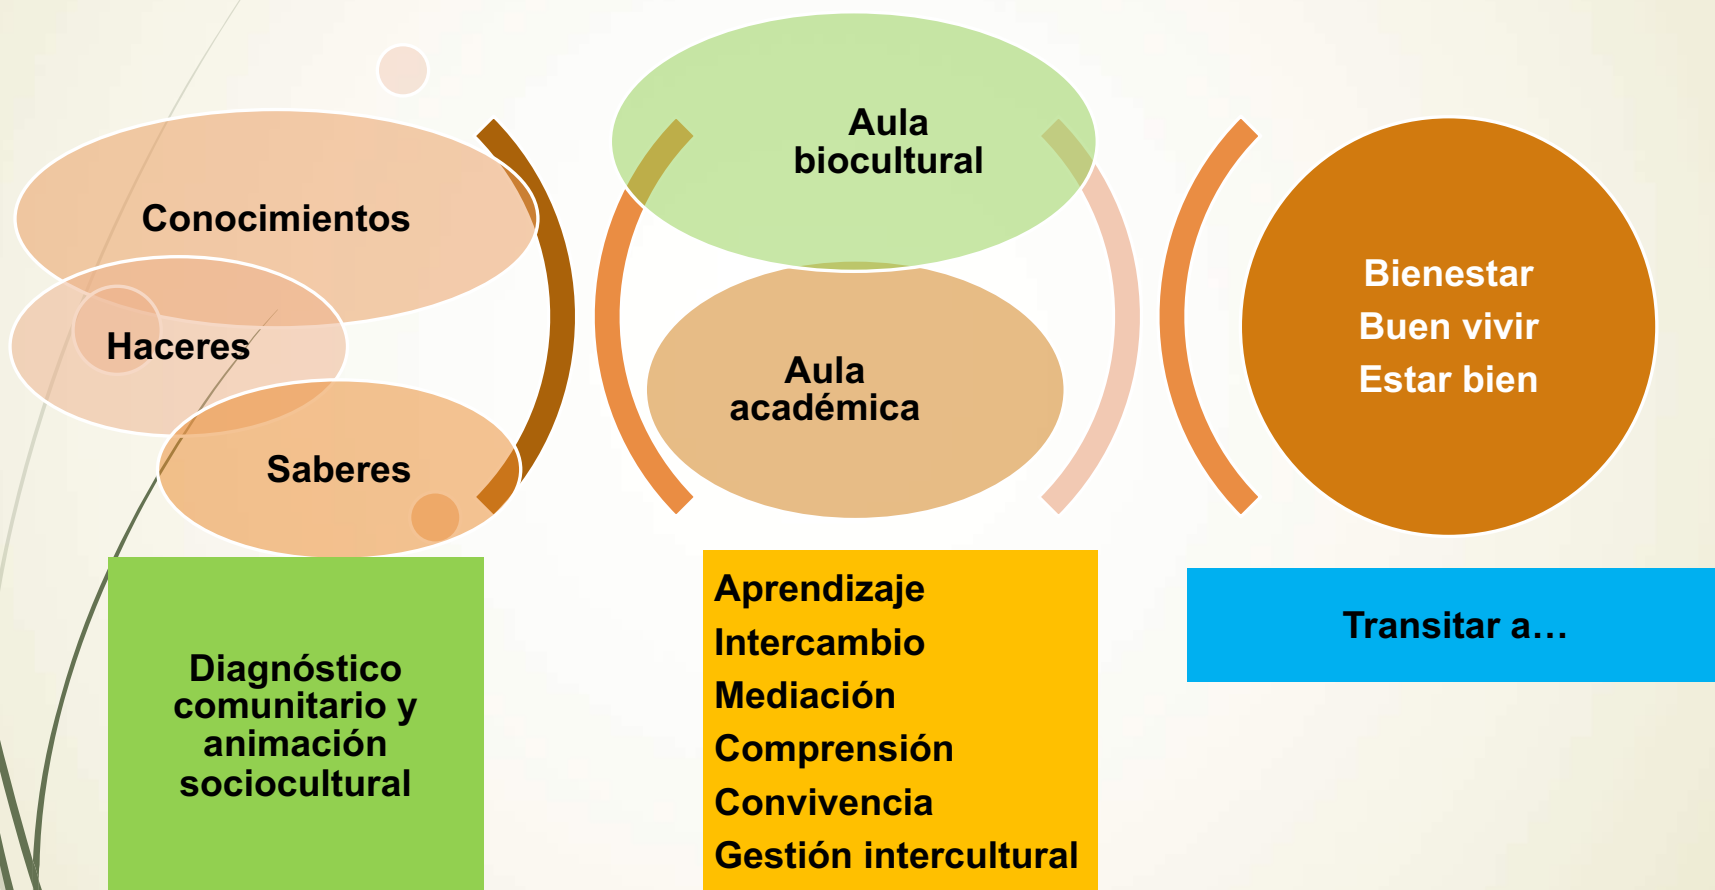 Conocimientos
Haceres
Saberes
Diagnóstico
comunitario y
animación
sociocultural
Aula
biocultural
Aula
académica
Aprendizaje
Intercambio
Mediación
Comprensión
Convivencia
Gestión intercultural
Bienestar
Buen vivir
Estar bien
Transitar a…